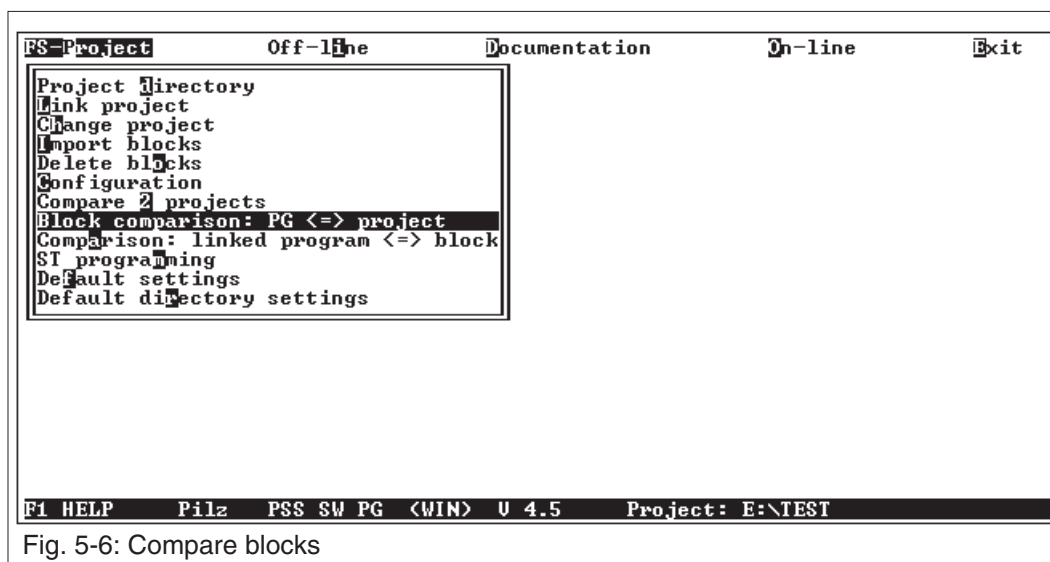 FS-Project Off-line Documentation On-line Exit
Project directory
Link project
Change project
Import blocks
Delete blocks
Configuration
Compare 2 projects
Block comparison: PG <=> project
Comparison: linked program <=> block
ST programming
Default settings
Default directory settings
F1 HELP Pilz PSS SW PG <WIN> V 4.5 Project: E:\TEST
Fig. 5-6: Compare blocks